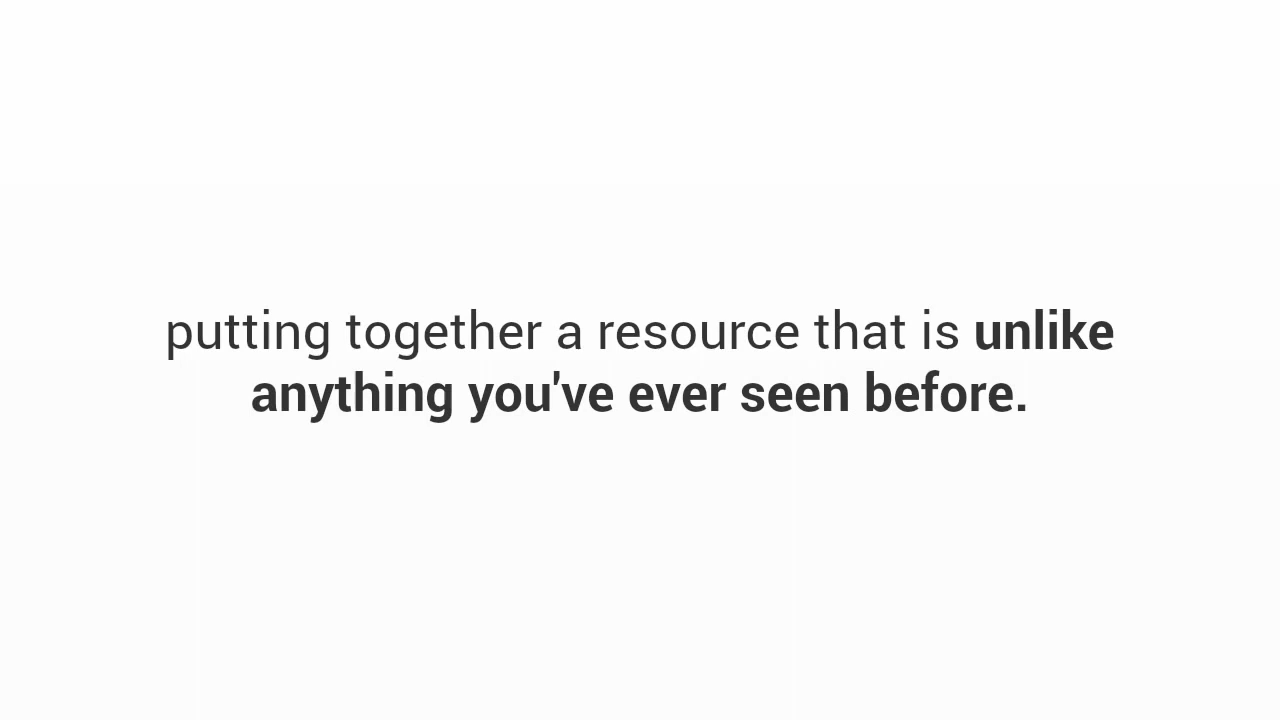 putting together a resource that is unlike
anything you've ever seen before.